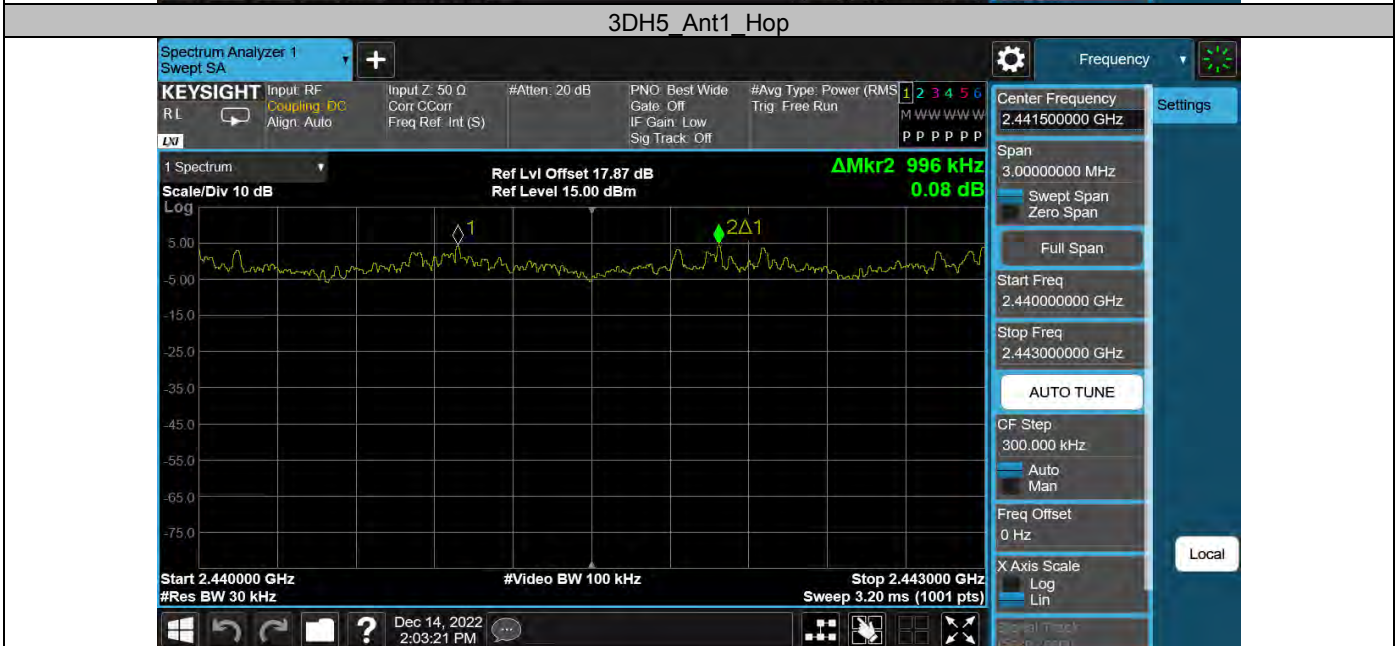 3DH5_Ant1_Hop
Spectrum Analyzer 1
Swept SA
+
Frequency
KEYSIGHT
RL
LXI
Input: RF
Coupling: DC
Align: Auto
Input Z: 50 Ω
Corr CCorr
Freq Ref: Int (S)
#Atten: 20 dB
PNO: Best Wide
Gate: Off
IF Gain: Low
Sig Track: Off
#Avg Type: Power (RMS
Trig: Free Run
1 2 3 4 5 6
M W W W W W
P P P P P P
1 Spectrum
Scale/Div 10 dB
Log
Ref Lvl Offset 17.87 dB
Ref Level 15.00 dBm
ΔMkr2 996 kHz
0.08 dB
1
2Δ1
5.00
-5.00
-15.0
-25.0
-35.0
-45.0
-55.0
-65.0
-75.0
Start 2.440000 GHz
#Res BW 30 kHz
#Video BW 100 kHz
Stop 2.443000 GHz
Sweep 3.20 ms (1001 pts)
Center Frequency
2.441500000 GHz
Settings
Span
3.00000000 MHz
Swept Span
Zero Span
Full Span
Start Freq
2.440000000 GHz
Stop Freq
2.443000000 GHz
AUTO TUNE
CF Step
300.000 kHz
Auto
Man
Freq Offset
0 Hz
X Axis Scale
Log
Lin
Local
Signal Track
?
Dec 14, 2022
2:03:21 PM